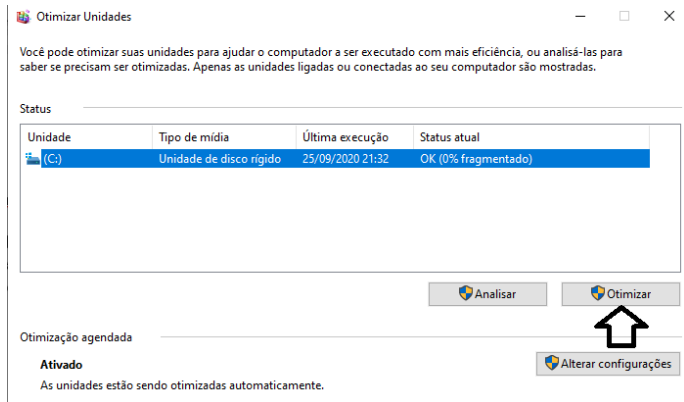 Otimizar Unidades
Você pode otimizar suas unidades para ajudar o computador a ser executado com mais eficiência, ou analisá-las para
saber se precisam ser otimizadas. Apenas as unidades ligadas ou conectadas ao seu computador são mostradas.
Status
Unidade Tipo de mídia Última execução Status atual
(C:) Unidade de disco rígido 25/09/2020 21:32 OK (0% fragmentado)
Analisar Otimizar
Otimização agendada
Ativado Alterar configurações
As unidades estão sendo otimizadas automaticamente.